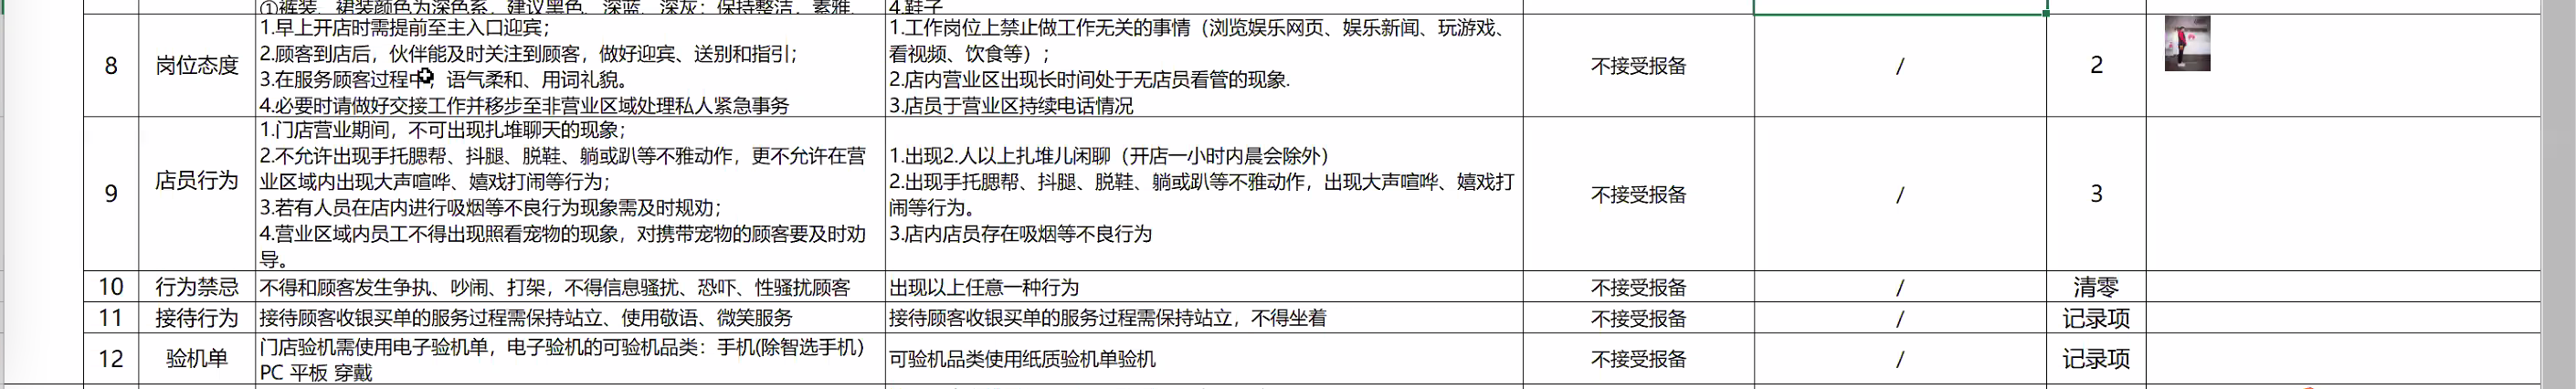 ①裤装、裙装颜色为深色系，建议黑色、深蓝、深灰；保持整洁、素雅，
4.鞋子
8
岗位态度
1.早上开店时需提前至主入口迎宾；
2.顾客到店后，伙伴能及时关注到顾客，做好迎宾、送别和指引；
3.在服务顾客过程中，语气柔和、用词礼貌。
4.必要时请做好交接工作并移步至非营业区域处理私人紧急事务
1.工作岗位上禁止做工作无关的事情（浏览娱乐网页、娱乐新闻、玩游戏、
看视频、饮食等）；
2.店内营业区出现长时间处于无店员看管的现象.
3.店员于营业区持续电话情况
不接受报备
/
2
9
店员行为
1.门店营业期间，不可出现扎堆聊天的现象；
2.不允许出现手托腮帮、抖腿、脱鞋、躺或趴等不雅动作，更不允许在营
业区域内出现大声喧哗、嬉戏打闹等行为；
3.若有人员在店内进行吸烟等不良行为现象需及时规劝；
4.营业区域内员工不得出现照看宠物的现象，对携带宠物的顾客要及时劝
导。
1.出现2.人以上扎堆儿闲聊（开店一小时内晨会除外）
2.出现手托腮帮、抖腿、脱鞋、躺或趴等不雅动作，出现大声喧哗、嬉戏打
闹等行为。
3.店内店员存在吸烟等不良行为
不接受报备
/
3
10
行为禁忌
不得和顾客发生争执、吵闹、打架，不得信息骚扰、恐吓、性骚扰顾客
出现以上任意一种行为
不接受报备
/
清零
11
接待行为
接待顾客收银买单的服务过程需保持站立、使用敬语、微笑服务
接待顾客收银买单的服务过程需保持站立，不得坐着
不接受报备
/
记录项
12
验机单
门店验机需使用电子验机单，电子验机的可验机品类：手机(除智选手机）
PC 平板 穿戴
可验机品类使用纸质验机单验机
不接受报备
/
记录项